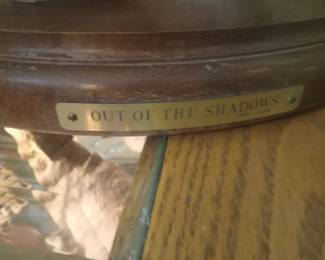 OUT OF THE SHADOWS